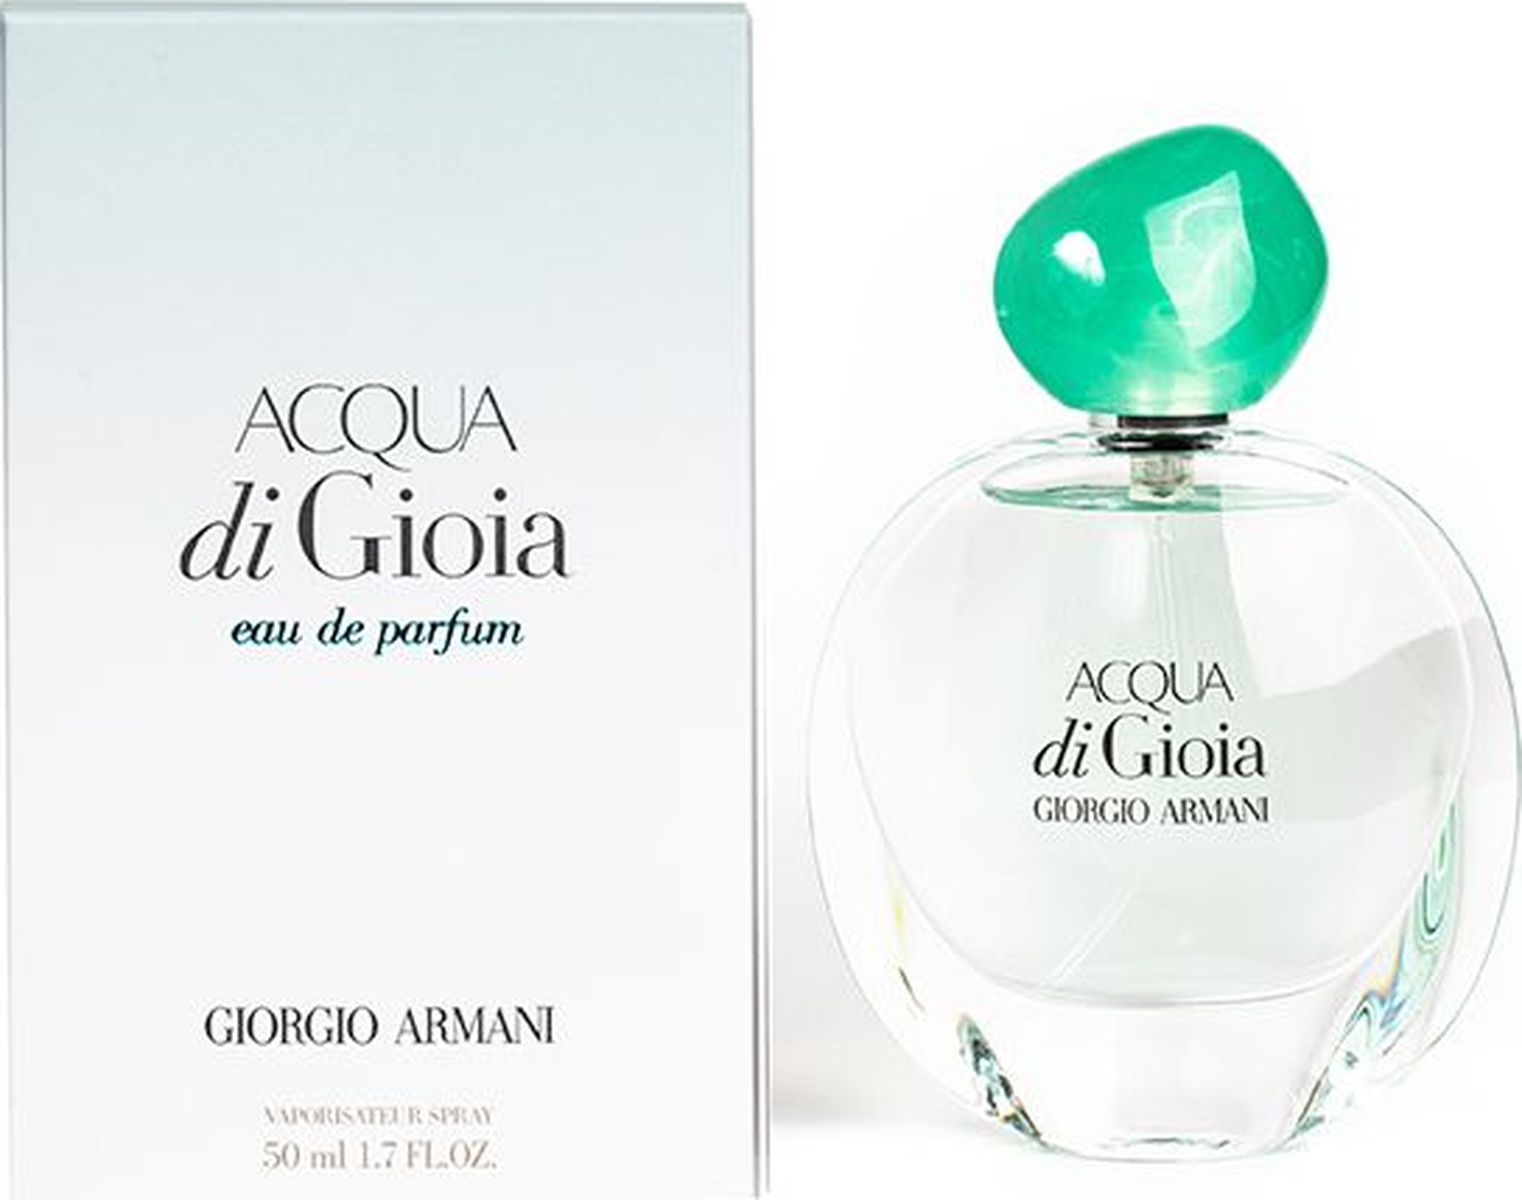 ACQUA
di Gioia
eau de parfum
GIORGIO ARMANI
VAPORISATEUR SPRAY
50 ml 1.7 FL.OZ.
ACQUA
di Gioia
GIORGIO ARMANI